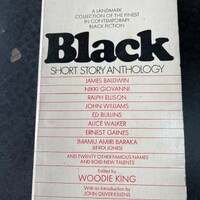 A LANDMARK
COLLECTION OF THE FINEST
IN CONTEMPORARY
BLACK FICTION
Black
SHORT STORY ANTHOLOGY
JAMES BALDWIN
NIKKI GIOVANNI
RALPH ELLISON
JOHN WILLIAMS
ED BULLINS
ALICE WALKER
ERNEST GAINES
IMAMU AMIRI BARAKA
(LEROI JONES)
AND TWENTY OTHER FAMOUS NAMES
AND BOLD NEW TALENTS
Edited by
WOODIE KING
With an Introduction by
JOHN OLIVER KILLENS